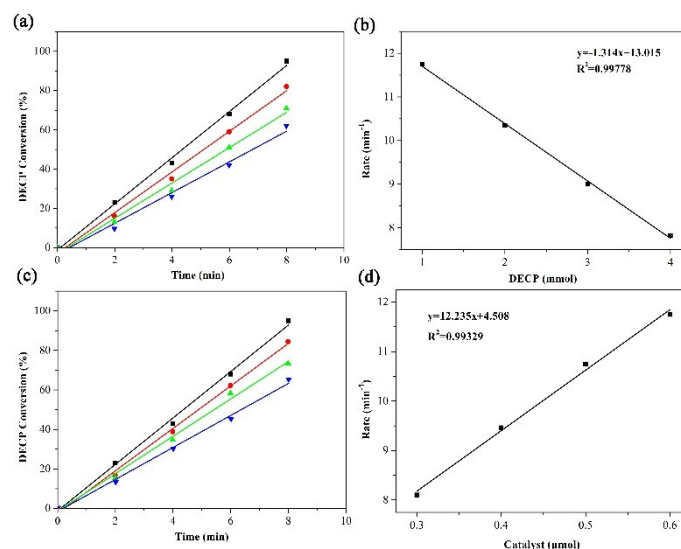 (a)
100
80
60
40
20
0
DECP Conversion (%)
0 2 4 6 8 10
Time (min)
(b)
12
11
10
9
8
Rate (min⁻¹)
y=-1.314x+13.015
R²=0.99778
1 2 3 4
DECP (mmol)
(c)
100
80
60
40
20
0
DECP Conversion (%)
0 2 4 6 8 10
Time (min)
(d)
12
11
10
9
8
Rate (min⁻¹)
y=12.235x+4.508
R²=0.99329
0.3 0.4 0.5 0.6
Catalyst (μmol)